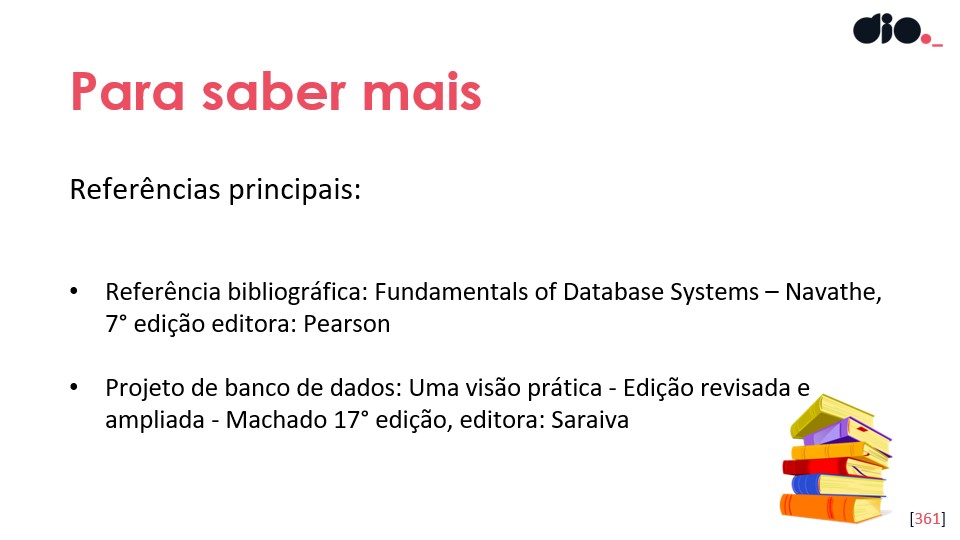 dio._
Para saber mais
Referências principais:
• Referência bibliográfica: Fundamentals of Database Systems – Navathe,
7° edição editora: Pearson
• Projeto de banco de dados: Uma visão prática - Edição revisada e
ampliada - Machado 17° edição, editora: Saraiva
[361]